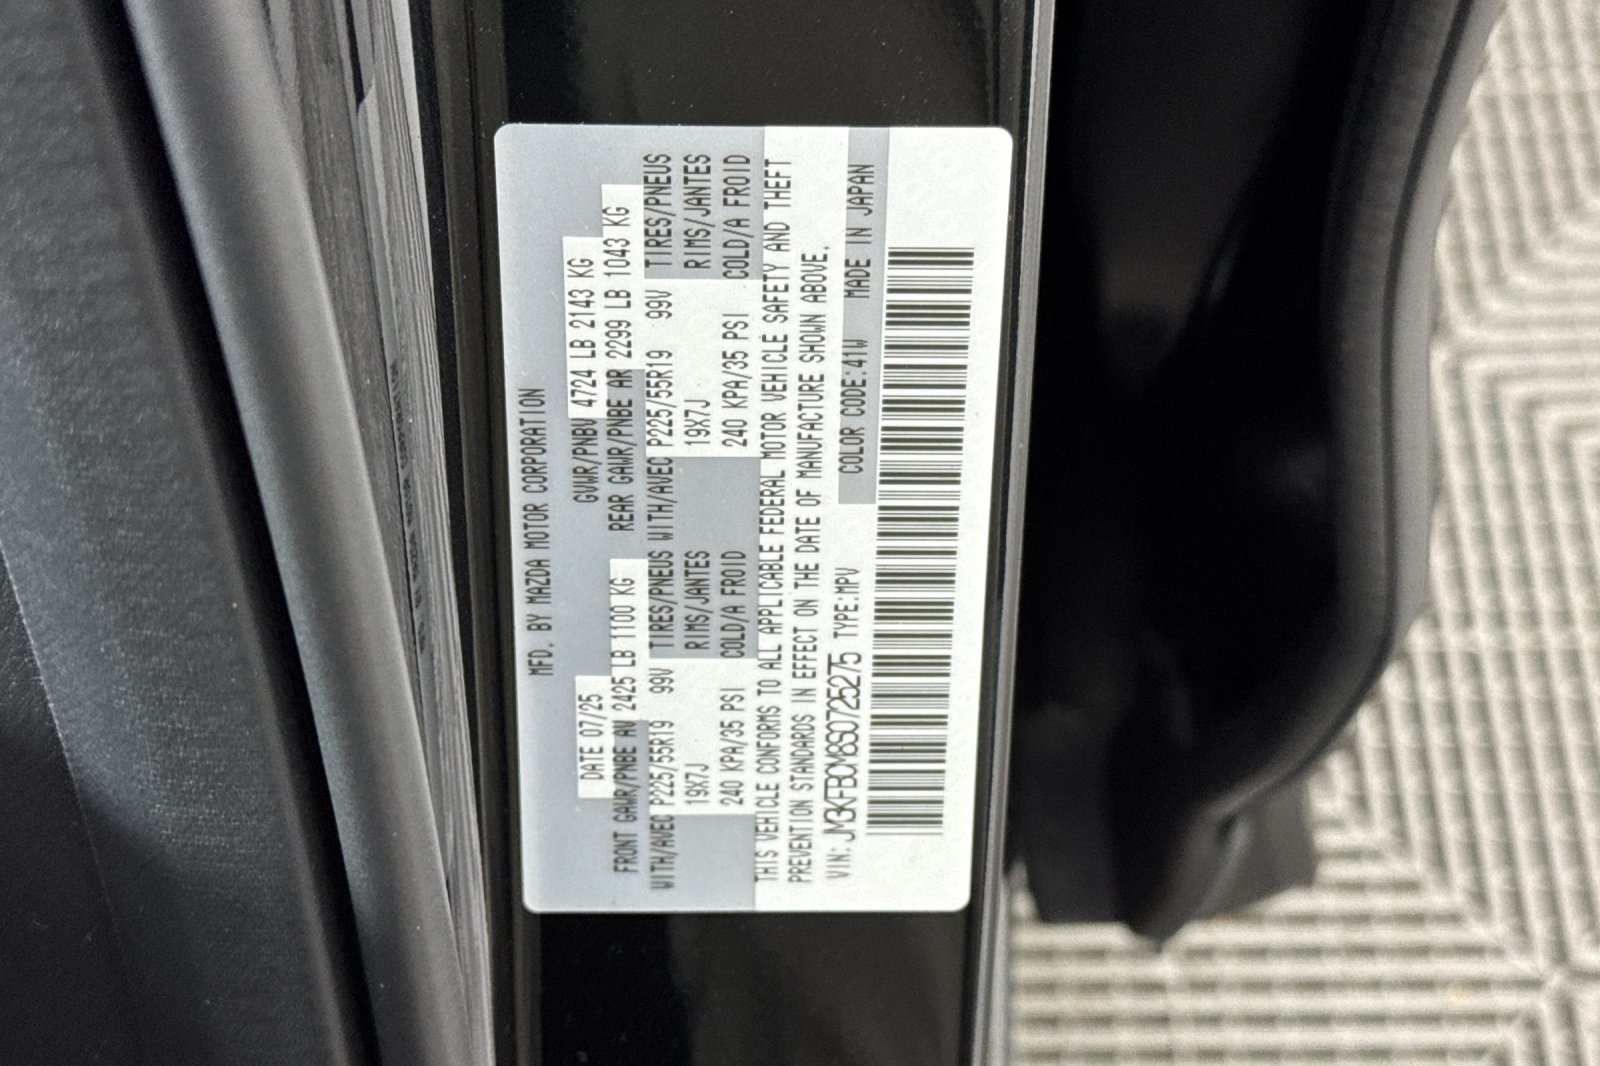 MFD. BY MAZDA MOTOR CORPORATION
DATE 07/25 GVWR/PNBV 4724 LB 2143 KG
FRONT GAWR/PNBE AV 2425 LB 1100 KG REAR GAWR/PNBE AR 2299 LB 1043 KG
WITH/AVEC P225/55R19 99V TIRES/PNEUS WITH/AVEC P225/55R19 99V TIRES/PNEUS
19X7J RIMS/JANTES 19X7J RIMS/JANTES
240 KPA/35 PSI COLD/A FROID 240 KPA/35 PSI COLD/A FROID
THIS VEHICLE CONFORMS TO ALL APPLICABLE FEDERAL MOTOR VEHICLE SAFETY AND THEFT
PREVENTION STANDARDS IN EFFECT ON THE DATE OF MANUFACTURE SHOWN ABOVE.
VIN: JM3KFBCM8S0725275 TYPE:MPV COLOR CODE:41W MADE IN JAPAN